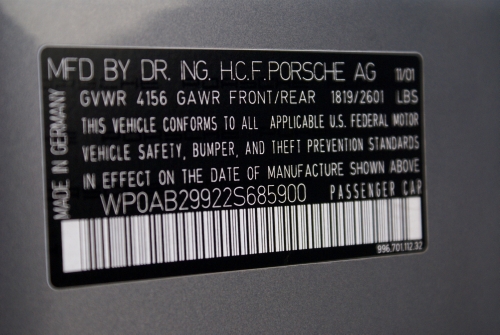 MFD BY DR. ING. H.C.F. PORSCHE AG 11/01
GVWR 4156 GAWR FRONT/REAR 1819/2601 LBS
THIS VEHICLE CONFORMS TO ALL APPLICABLE U.S. FEDERAL MOTOR
VEHICLE SAFETY, BUMPER, AND THEFT PREVENTION STANDARDS
IN EFFECT ON THE DATE OF MANUFACTURE SHOWN ABOVE
WP0AB29922S685900 PASSENGER CAR
996.701.112.32
MADE IN GERMANY